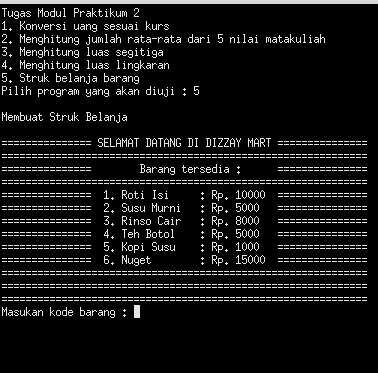 Tugas Modul Praktikum 2
1. Konversi uang sesuai kurs
2. Menghitung jumlah rata-rata dari 5 nilai matakuliah
3. Menghitung luas segitiga
4. Menghitung luas lingkaran
5. Struk belanja barang
Pilih program yang akan diuji : 5
Membuat Struk Belanja
=============== SELAMAT DATANG DI DIZZAY MART ===============
=============================================================
=============== Barang tersedia : ===============
=============================================================
=============== 1. Roti Isi : Rp. 10000 ===============
=============== 2. Susu Murni : Rp. 5000 ===============
=============== 3. Rinso Cair : Rp. 8000 ===============
=============== 4. Teh Botol : Rp. 5000 ===============
=============== 5. Kopi Susu : Rp. 1000 ===============
=============== 6. Nuget : Rp. 15000 ===============
=============================================================
=============================================================
=============================================================
Masukan kode barang :